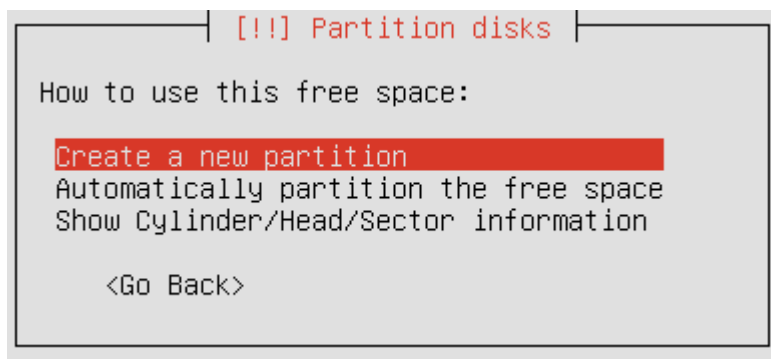 [!!] Partition disks
How to use this free space:
Create a new partition
Automatically partition the free space
Show Cylinder/Head/Sector information
<Go Back>